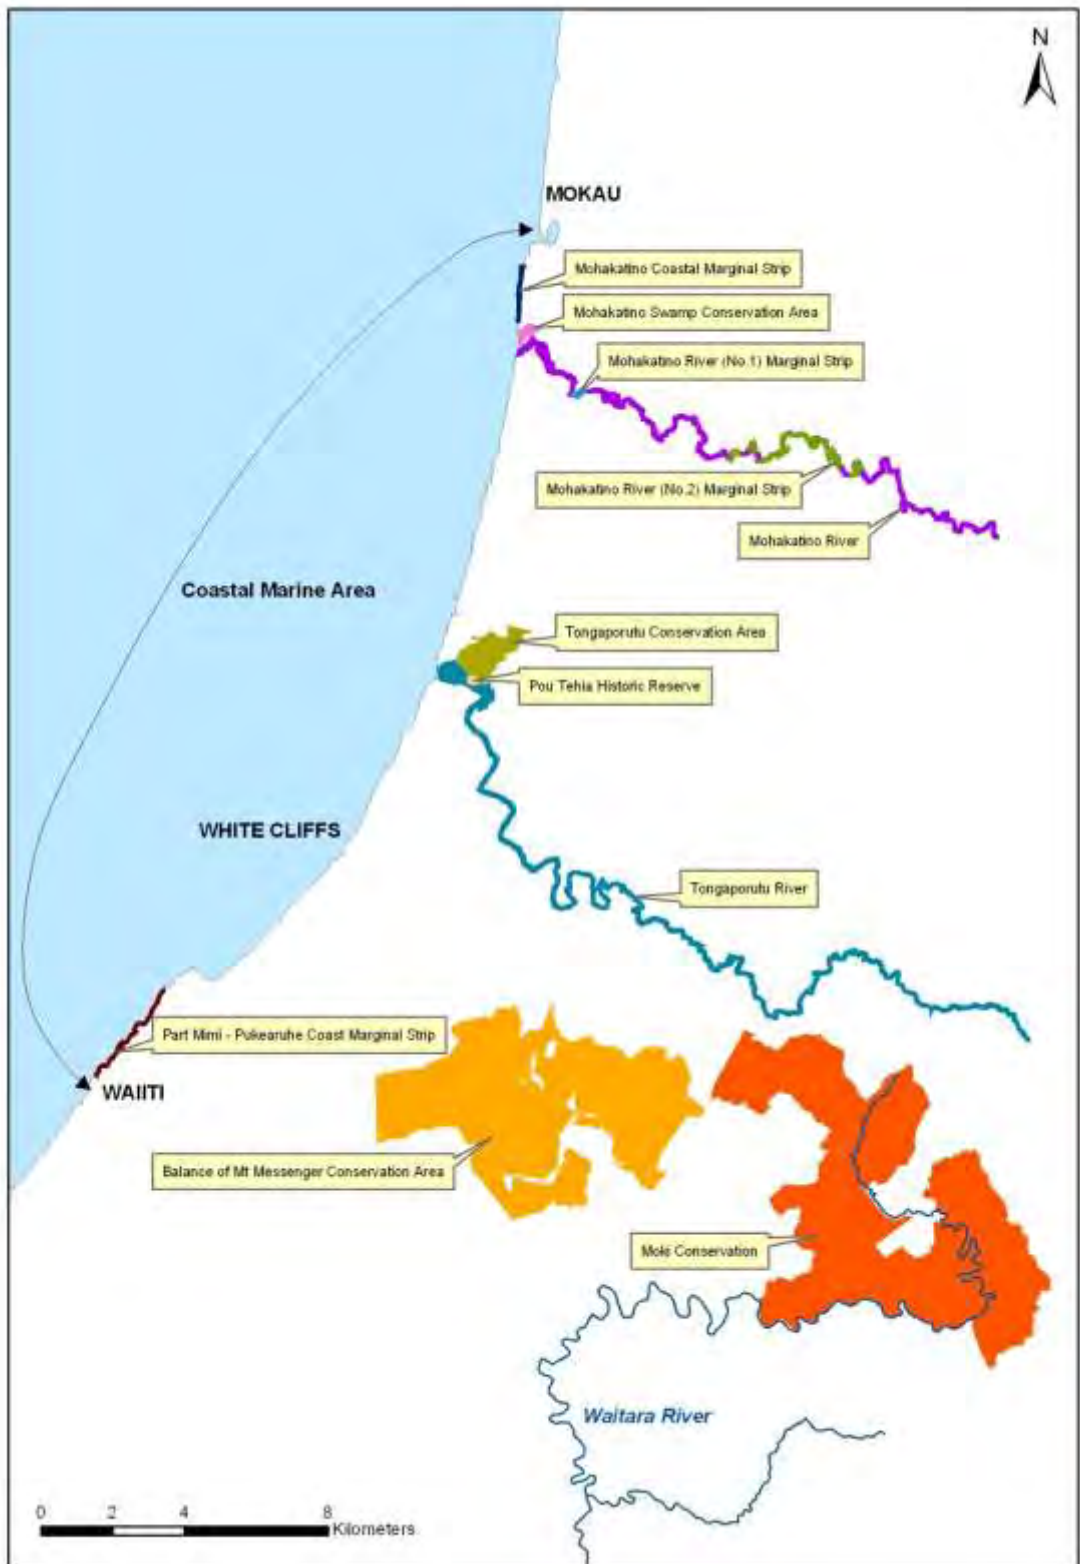 N
MOKAU
Mohakatino Coastal Marginal Strip
Mohakatino Swamp Conservation Area
Mohakatino River (No.1) Marginal Strip
Mohakatino River (No.2) Marginal Strip
Mohakatino River
Coastal Marine Area
Tongaporutu Conservation Area
Pou Tehia Historic Reserve
WHITE CLIFFS
Tongaporutu River
Part Mimi - Pukearuhe Coast Marginal Strip
WAIITI
Balance of Mt Messenger Conservation Area
Moki Conservation
Waitara River
0 2 4 8
Kilometers